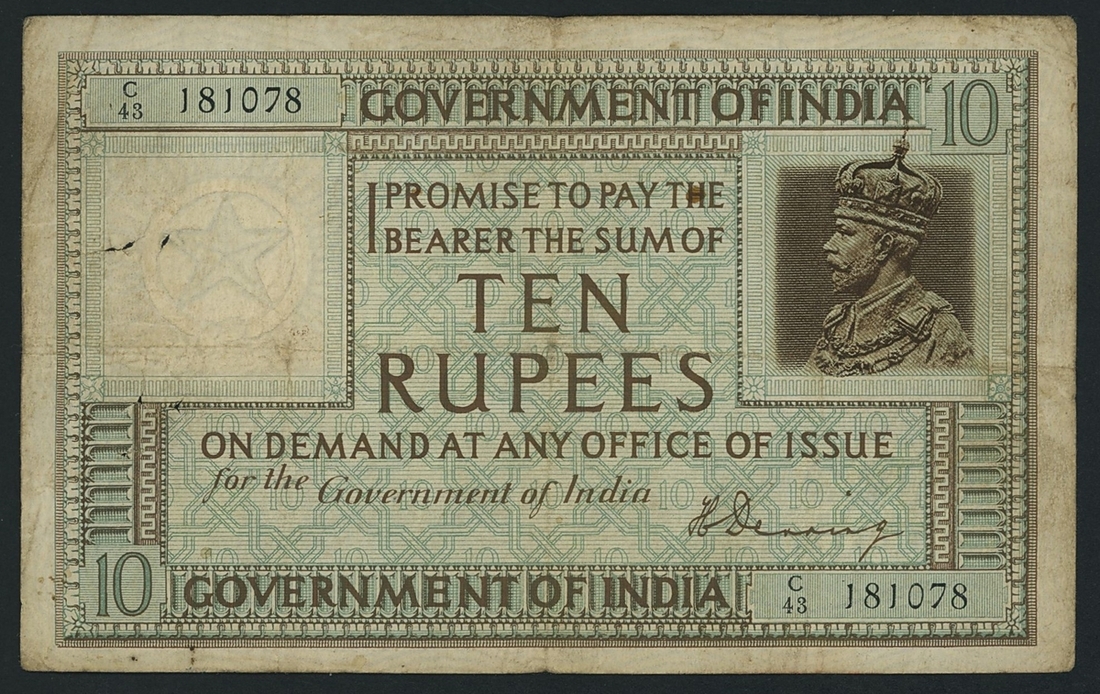 C/43 181078
GOVERNMENT OF INDIA
10
I PROMISE TO PAY THE
BEARER THE SUM OF
TEN
RUPEES
ON DEMAND AT ANY OFFICE OF ISSUE
for the Government of India
H Denning
10
GOVERNMENT OF INDIA
C/43 181078